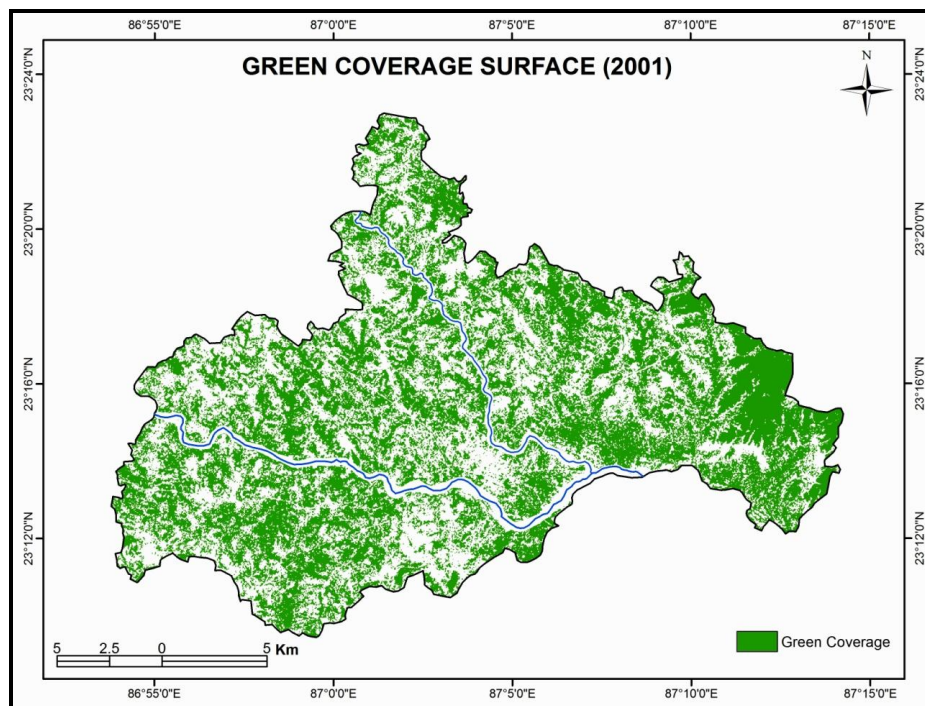 86°55'0"E 87°0'0"E 87°5'0"E 87°10'0"E 87°15'0"E
GREEN COVERAGE SURFACE (2001)
N
23°24'0"N 23°24'0"N
23°20'0"N 23°20'0"N
23°16'0"N 23°16'0"N
23°12'0"N 23°12'0"N
5 2.5 0 5 Km
Green Coverage
86°55'0"E 87°0'0"E 87°5'0"E 87°10'0"E 87°15'0"E